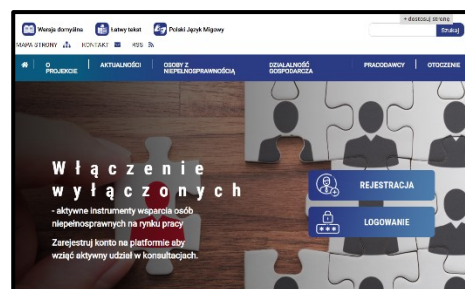 + dostosuj stronę
Wersja domyślna Łatwy tekst Polski Język Migowy
Szukaj
MAPA STRONY KONTAKT RSS
O PROJEKCIE AKTUALNOŚCI OSOBY Z NIEPEŁNOSPRAWNOŚCIĄ DZIAŁALNOŚĆ GOSPODARCZA PRACODAWCY OTOCZENIE
Włączenie
wyłączonych
- aktywne instrumenty wsparcia osób
niepełnosprawnych na rynku pracy
Zarejestruj konto na platformie aby
wziąć aktywny udział w konsultacjach.
REJESTRACJA
LOGOWANIE